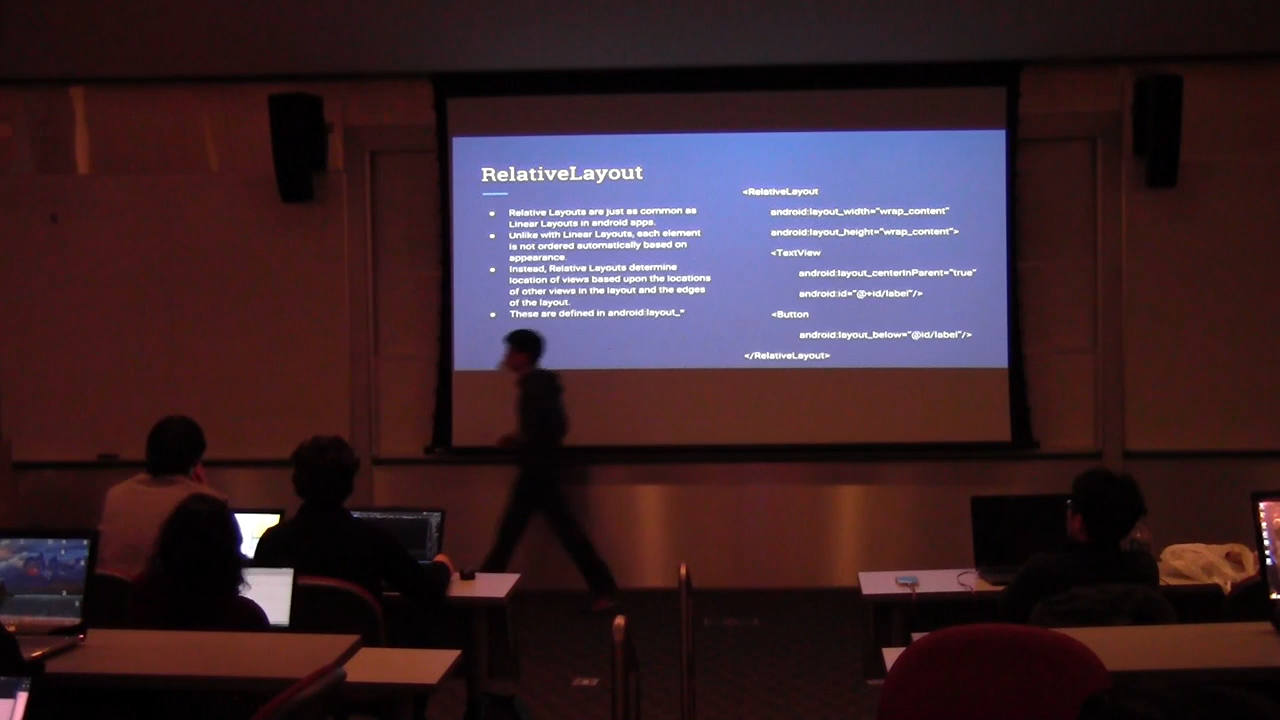 RelativeLayout
● Relative Layouts are just as common as
Linear Layouts in android apps.
● Unlike with Linear Layouts, each element
is not ordered automatically based on
appearance.
● Instead, Relative Layouts determine
location of views based upon the locations
of other views in the layout and the edges
of the layout.
● These are defined in android:layout_*
<RelativeLayout
android:layout_width="wrap_content"
android:layout_height="wrap_content">
<TextView
android:layout_centerInParent="true"
android:id="@+id/label"/>
<Button
android:layout_below="@id/label"/>
</RelativeLayout>